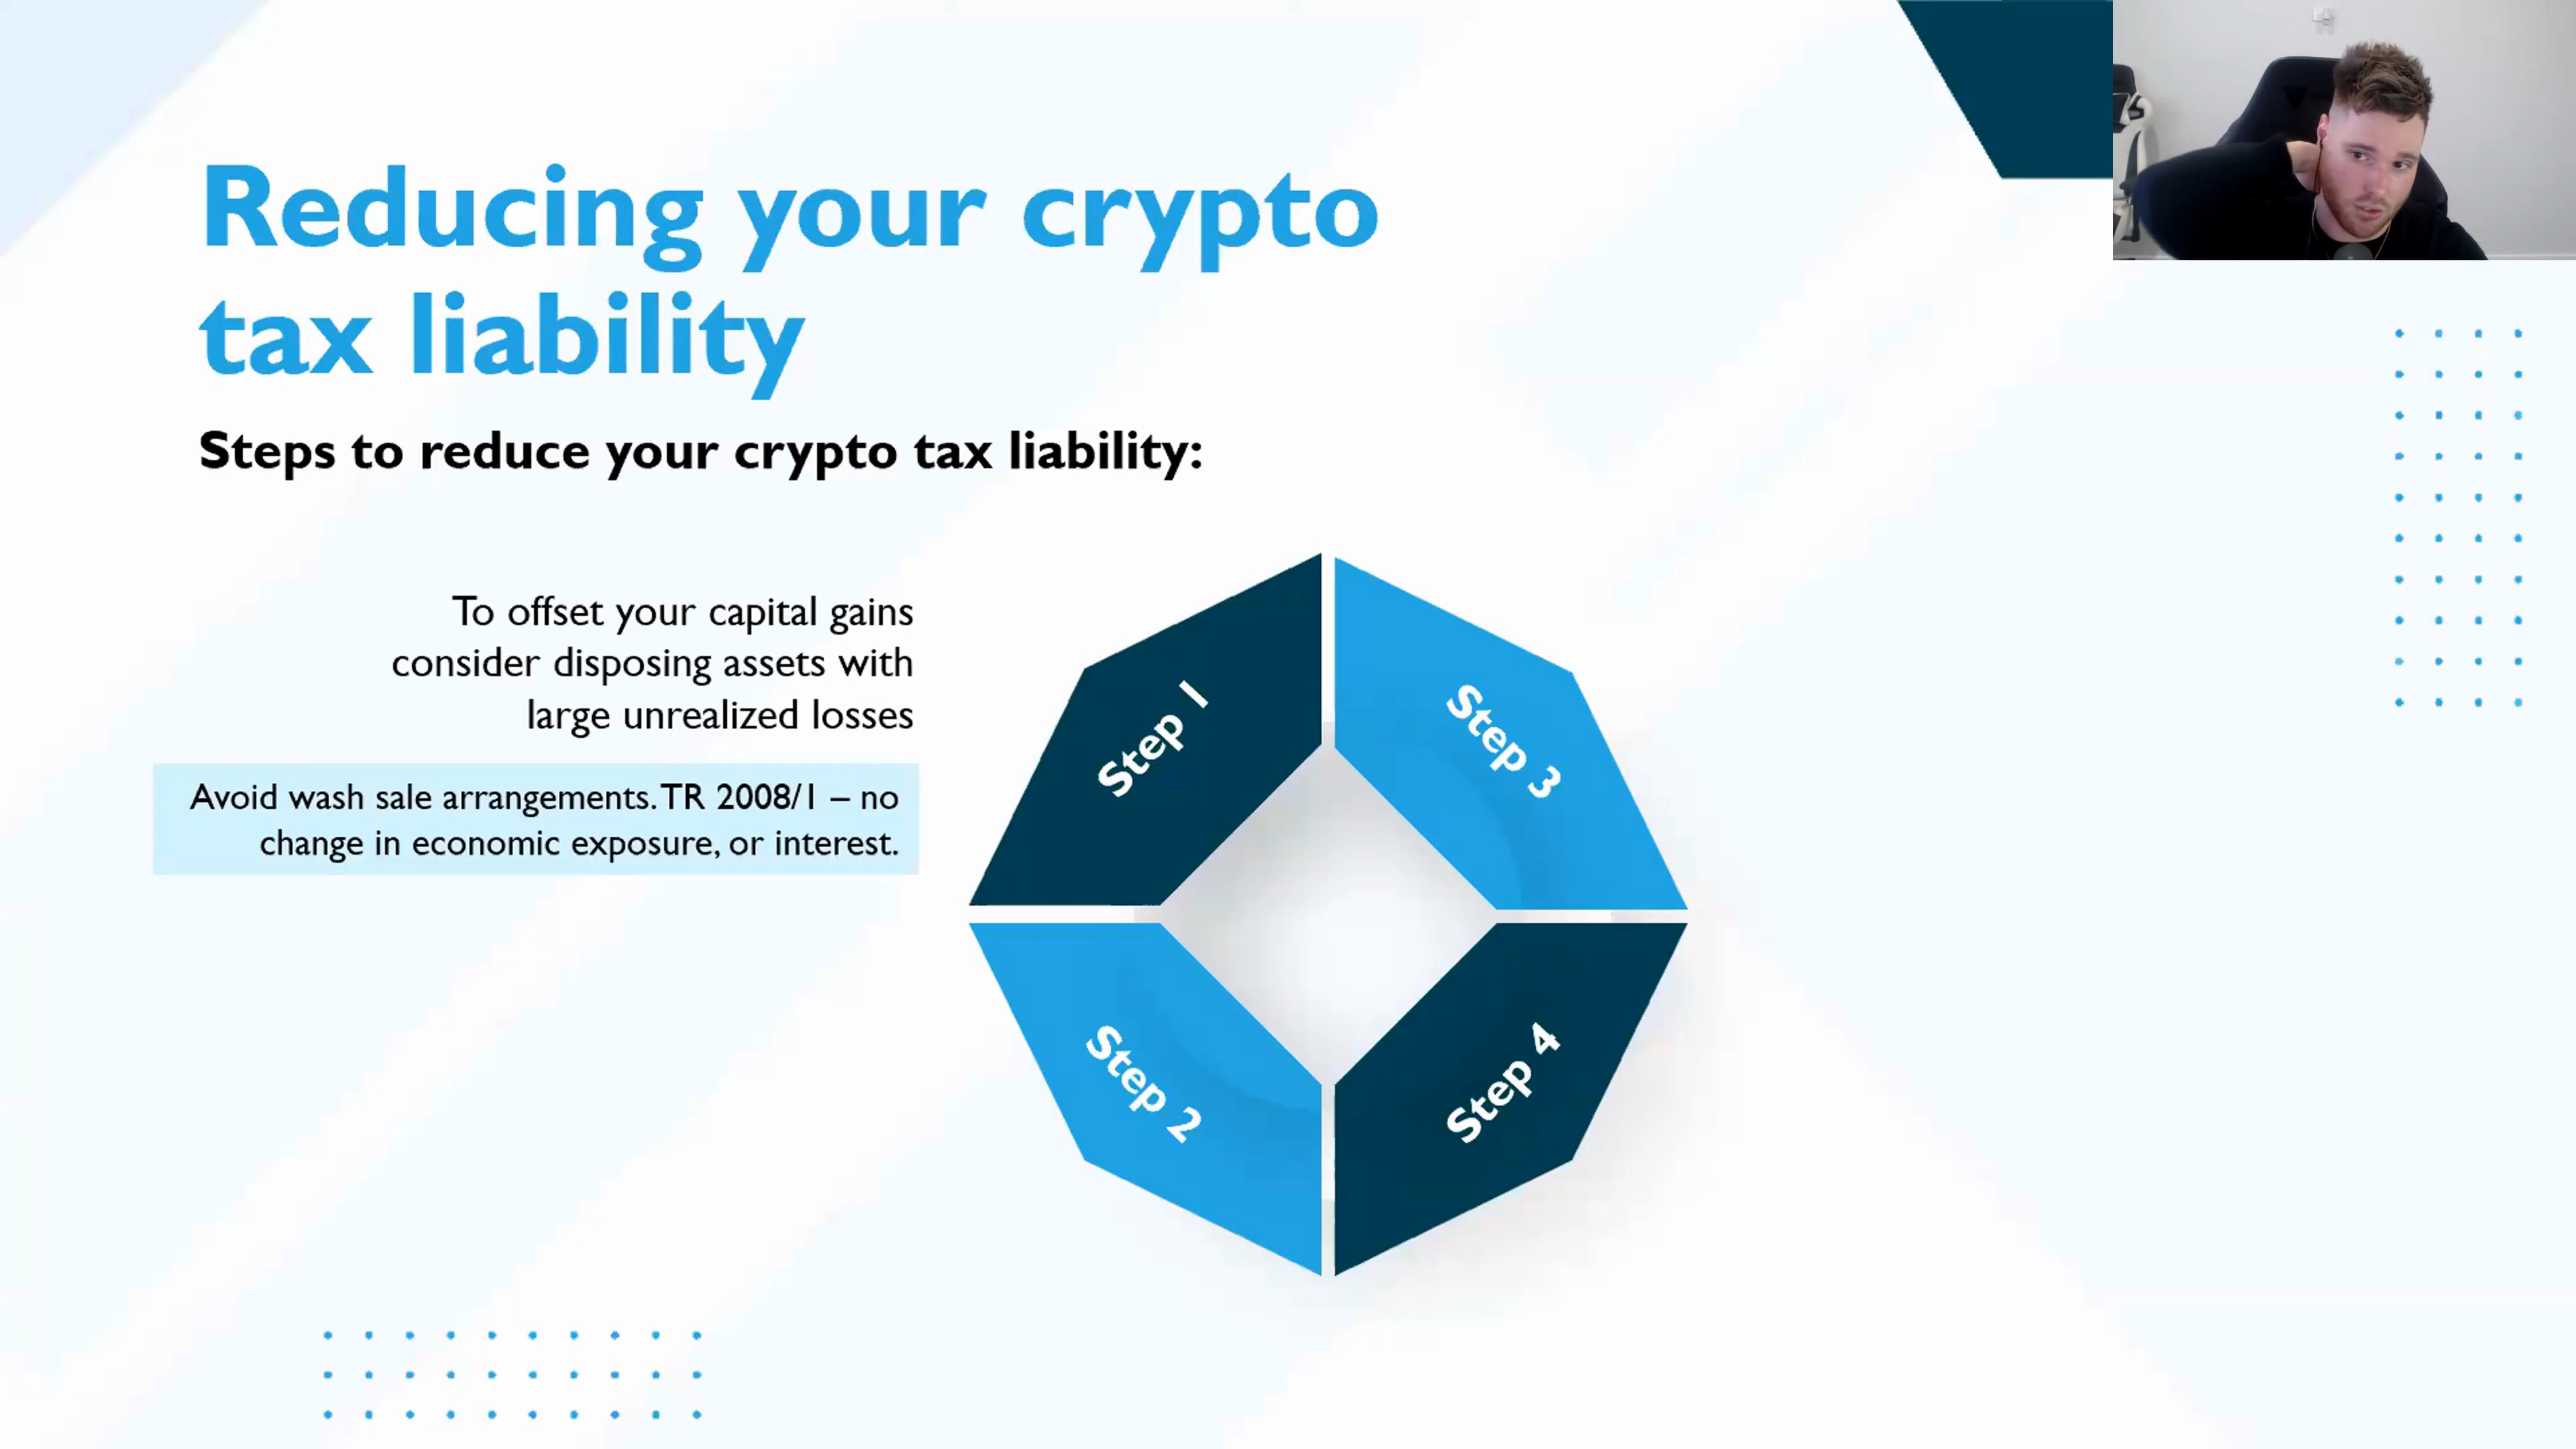 Reducing your crypto
tax liability
Steps to reduce your crypto tax liability:
To offset your capital gains
consider disposing assets with
large unrealized losses
Avoid wash sale arrangements. TR 2008/1 – no
change in economic exposure, or interest.
Step 1
Step 3
Step 2
Step 4